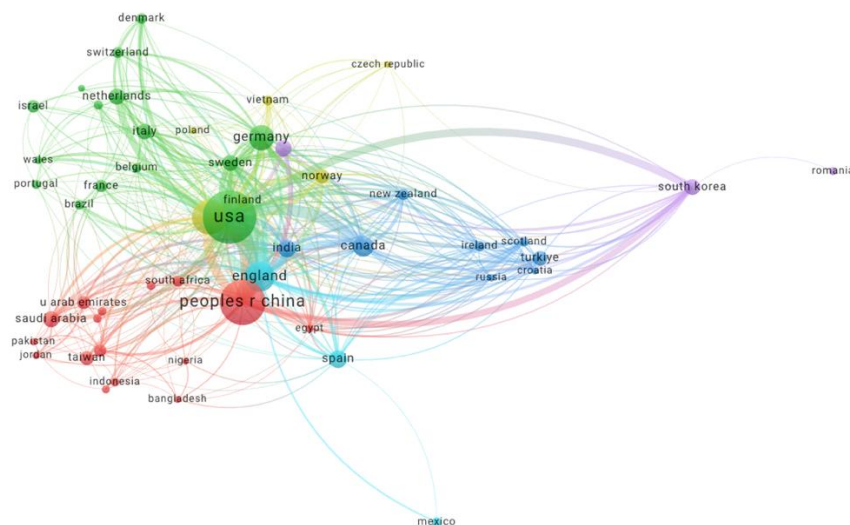 denmark
switzerland
czech republic
netherlands
vietnam
israel
italy
poland
germany
wales
belgium
sweden
norway
portugal
france
south korea
romania
brazil
finland
new zealand
usa
india
canada
ireland
scotland
turkiye
croatia
england
russia
south africa
u arab emirates
peoples r china
saudi arabia
egypt
pakistan
jordan
taiwan
nigeria
spain
indonesia
bangladesh
mexico